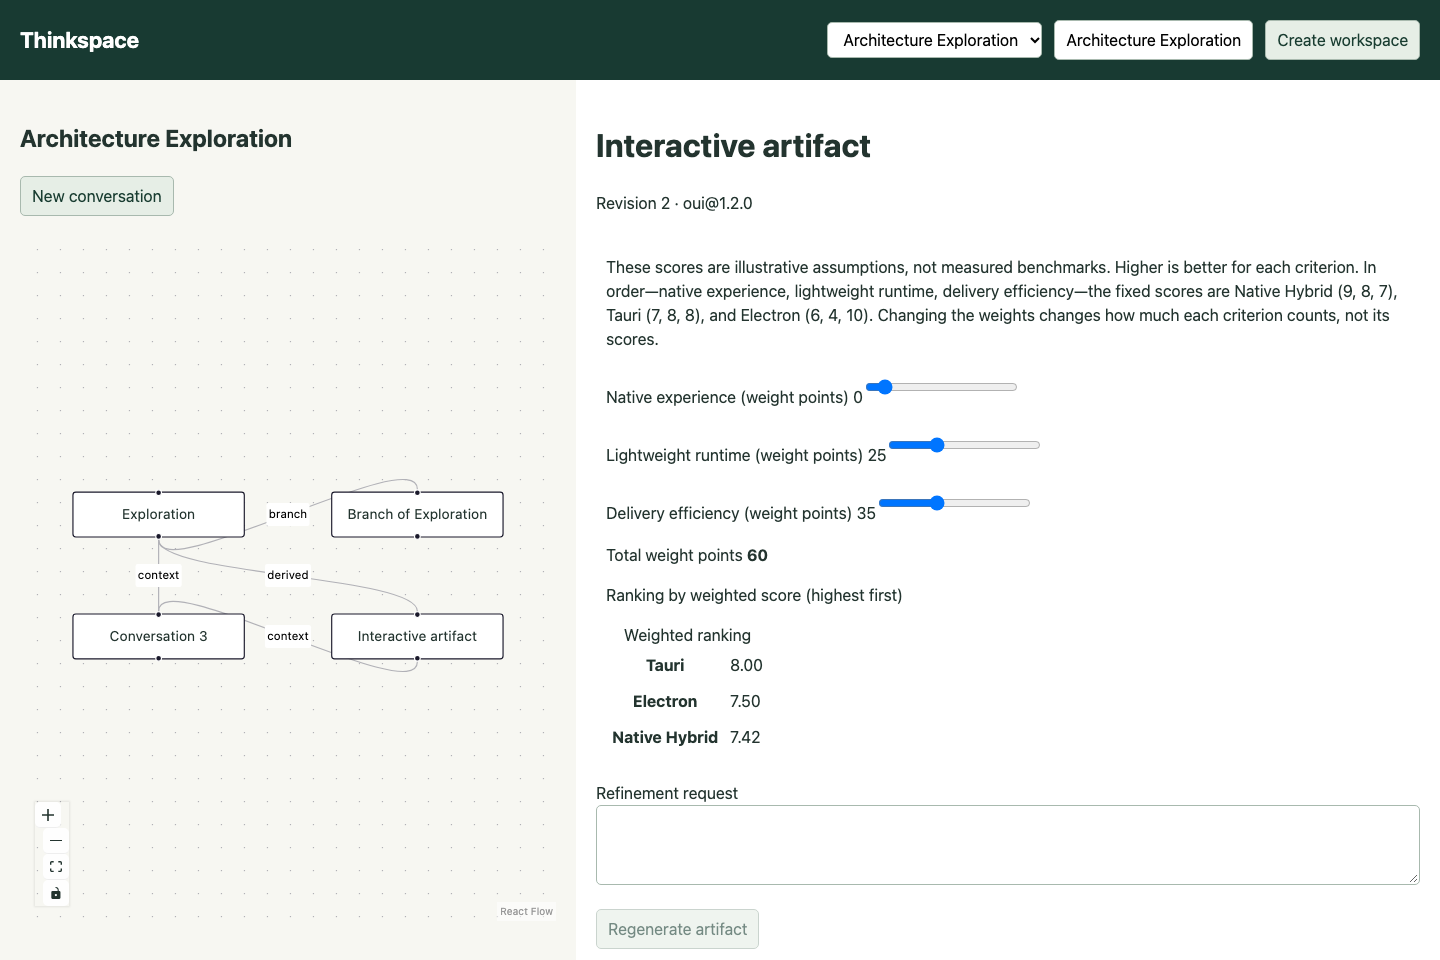 Thinkspace
Architecture Exploration
Architecture Exploration
Create workspace
Architecture Exploration
New conversation
Exploration
branch
Branch of Exploration
context
derived
Conversation 3
context
Interactive artifact
React Flow
Interactive artifact
Revision 2 · oui@1.2.0
These scores are illustrative assumptions, not measured benchmarks. Higher is better for each criterion. In
order—native experience, lightweight runtime, delivery efficiency—the fixed scores are Native Hybrid (9, 8, 7),
Tauri (7, 8, 8), and Electron (6, 4, 10). Changing the weights changes how much each criterion counts, not its
scores.
Native experience (weight points) 0
Lightweight runtime (weight points) 25
Delivery efficiency (weight points) 35
Total weight points 60
Ranking by weighted score (highest first)
Weighted ranking
Tauri 8.00
Electron 7.50
Native Hybrid 7.42
Refinement request
Regenerate artifact